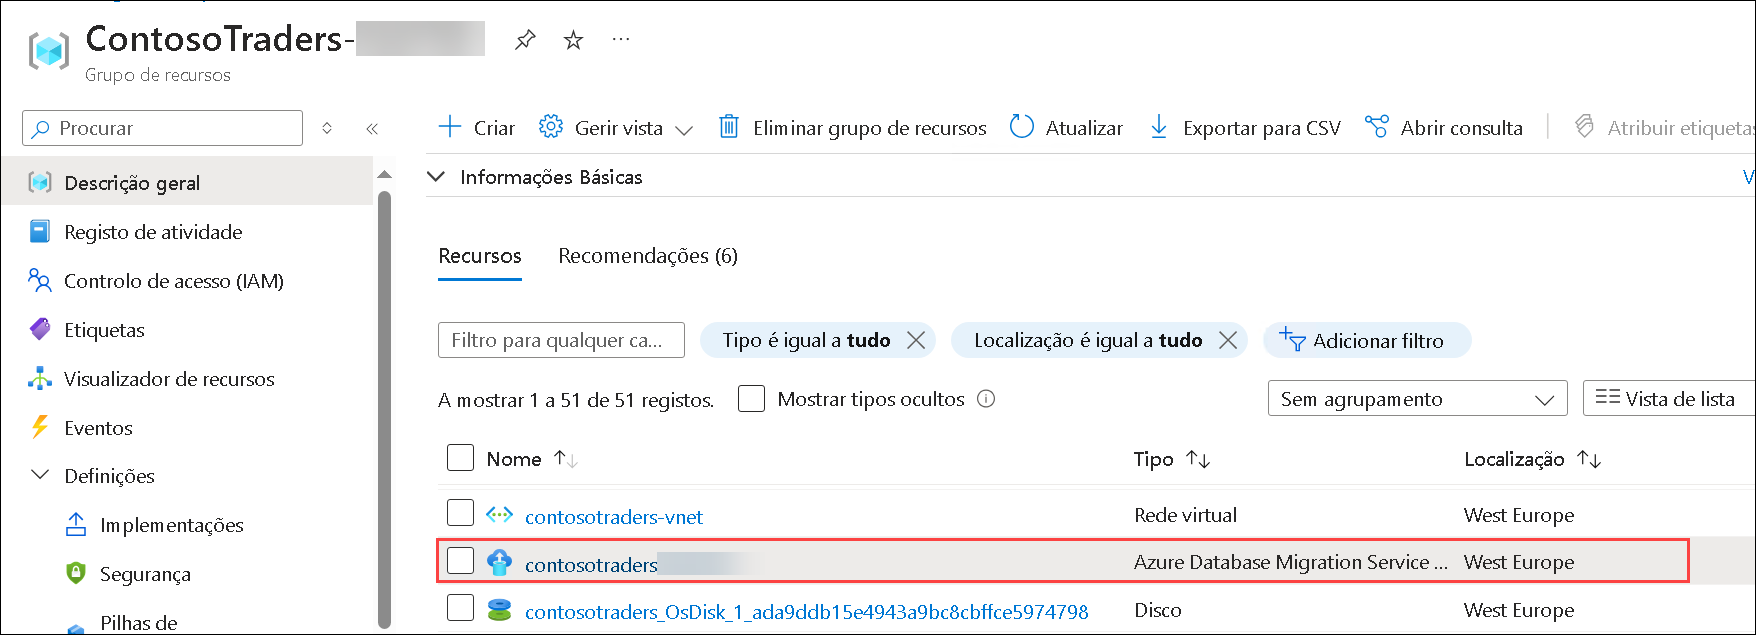 ContosoTraders-
Grupo de recursos
Procurar
Criar Gerir vista Eliminar grupo de recursos Atualizar Exportar para CSV Abrir consulta Atribuir etiquetas
Informações Básicas V
Descrição geral
Registo de atividade
Controlo de acesso (IAM)
Etiquetas
Visualizador de recursos
Eventos
Definições
Implementações
Segurança
Pilhas de
Recursos Recomendações (6)
Filtro para qualquer ca... Tipo é igual a tudo Localização é igual a tudo Adicionar filtro
A mostrar 1 a 51 de 51 registos. Mostrar tipos ocultos Sem agrupamento Vista de lista
Nome Tipo Localização
contosotraders-vnet Rede virtual West Europe
contosotraders Azure Database Migration Service ... West Europe
contosotraders_OsDisk_1_ada9ddb15e4943a9bc8cbffce5974798 Disco West Europe